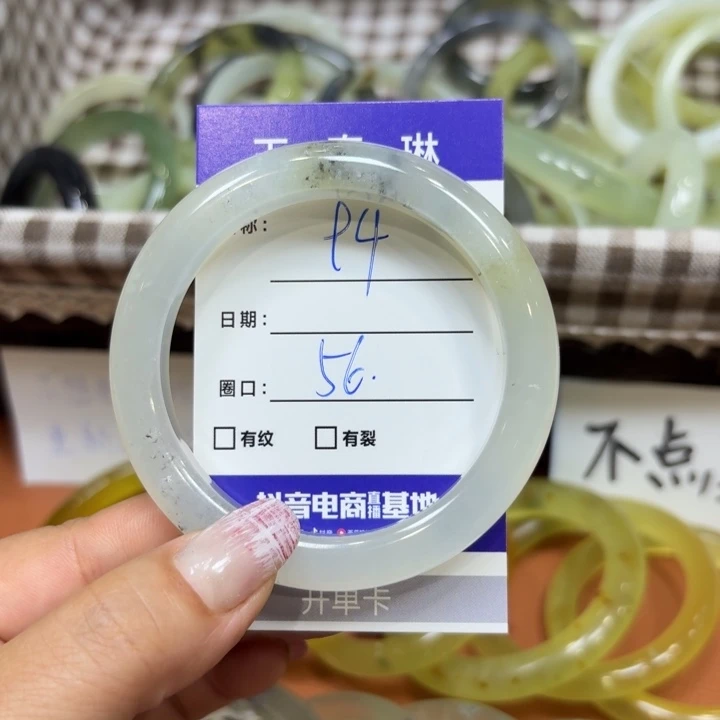 琳
称: P4
日期:
圈口: 56.
有纹 有裂
抖音电商直播基地
开单卡
不点